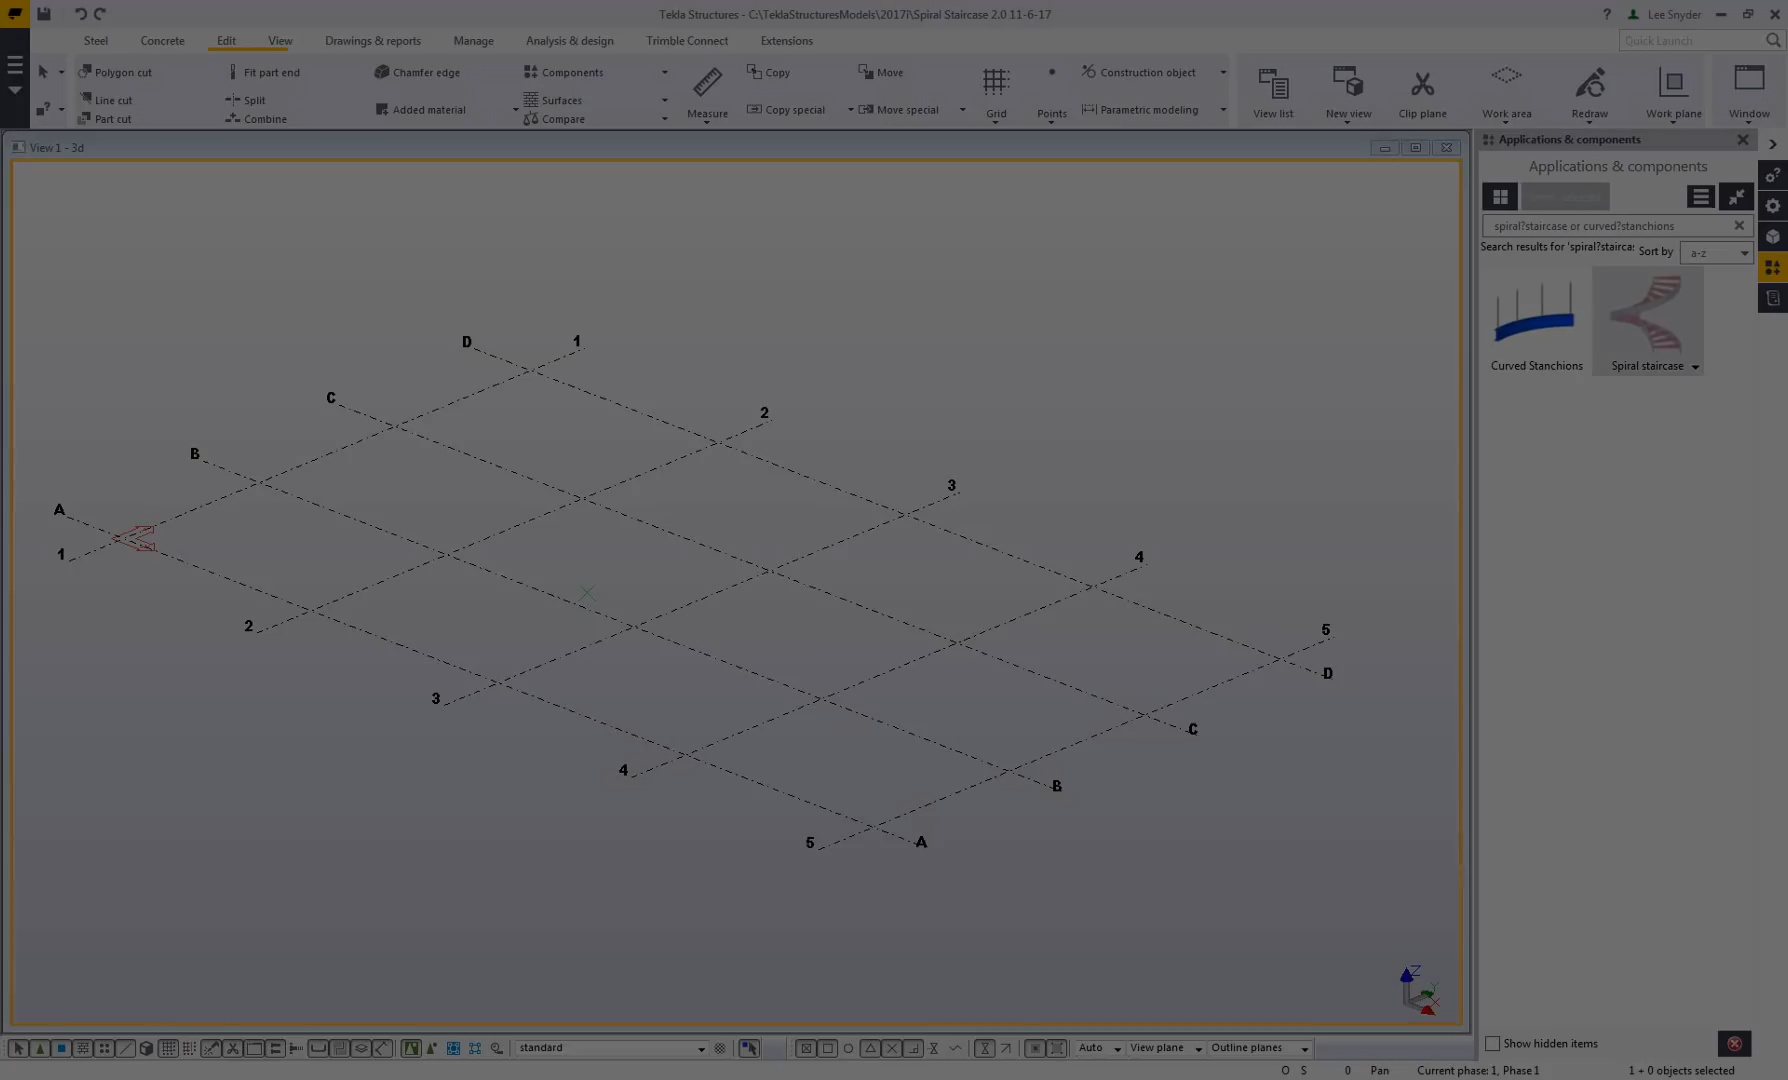 Tekla Structures - C:\TeklaStructuresModels\2017i\Spiral Staircase 2.0 11-6-17
? Lee Snyder
Steel Concrete Edit View Drawings & reports Manage Analysis & design Trimble Connect Extensions
Quick Launch
Polygon cut Fit part end Chamfer edge Components Copy Move Construction object
Line cut Split Surfaces
Part cut Combine Added material Compare Measure Copy special Move special Grid Points Parametric modeling View list New view Clip plane Work area Redraw Work plane Window
View 1 - 3d
Applications & components
Applications & components
spiral?staircase or curved?stanchions
Search results for 'spiral?stairca: Sort by a-z
Curved Stanchions Spiral staircase
D 1
C 2
B 3
A
1 4
2 5
3 D
4 C
B
5 A
Z
Y
X
standard Auto View plane Outline planes
Show hidden items
O S 0 Pan Current phase: 1, Phase 1 1 + 0 objects selected